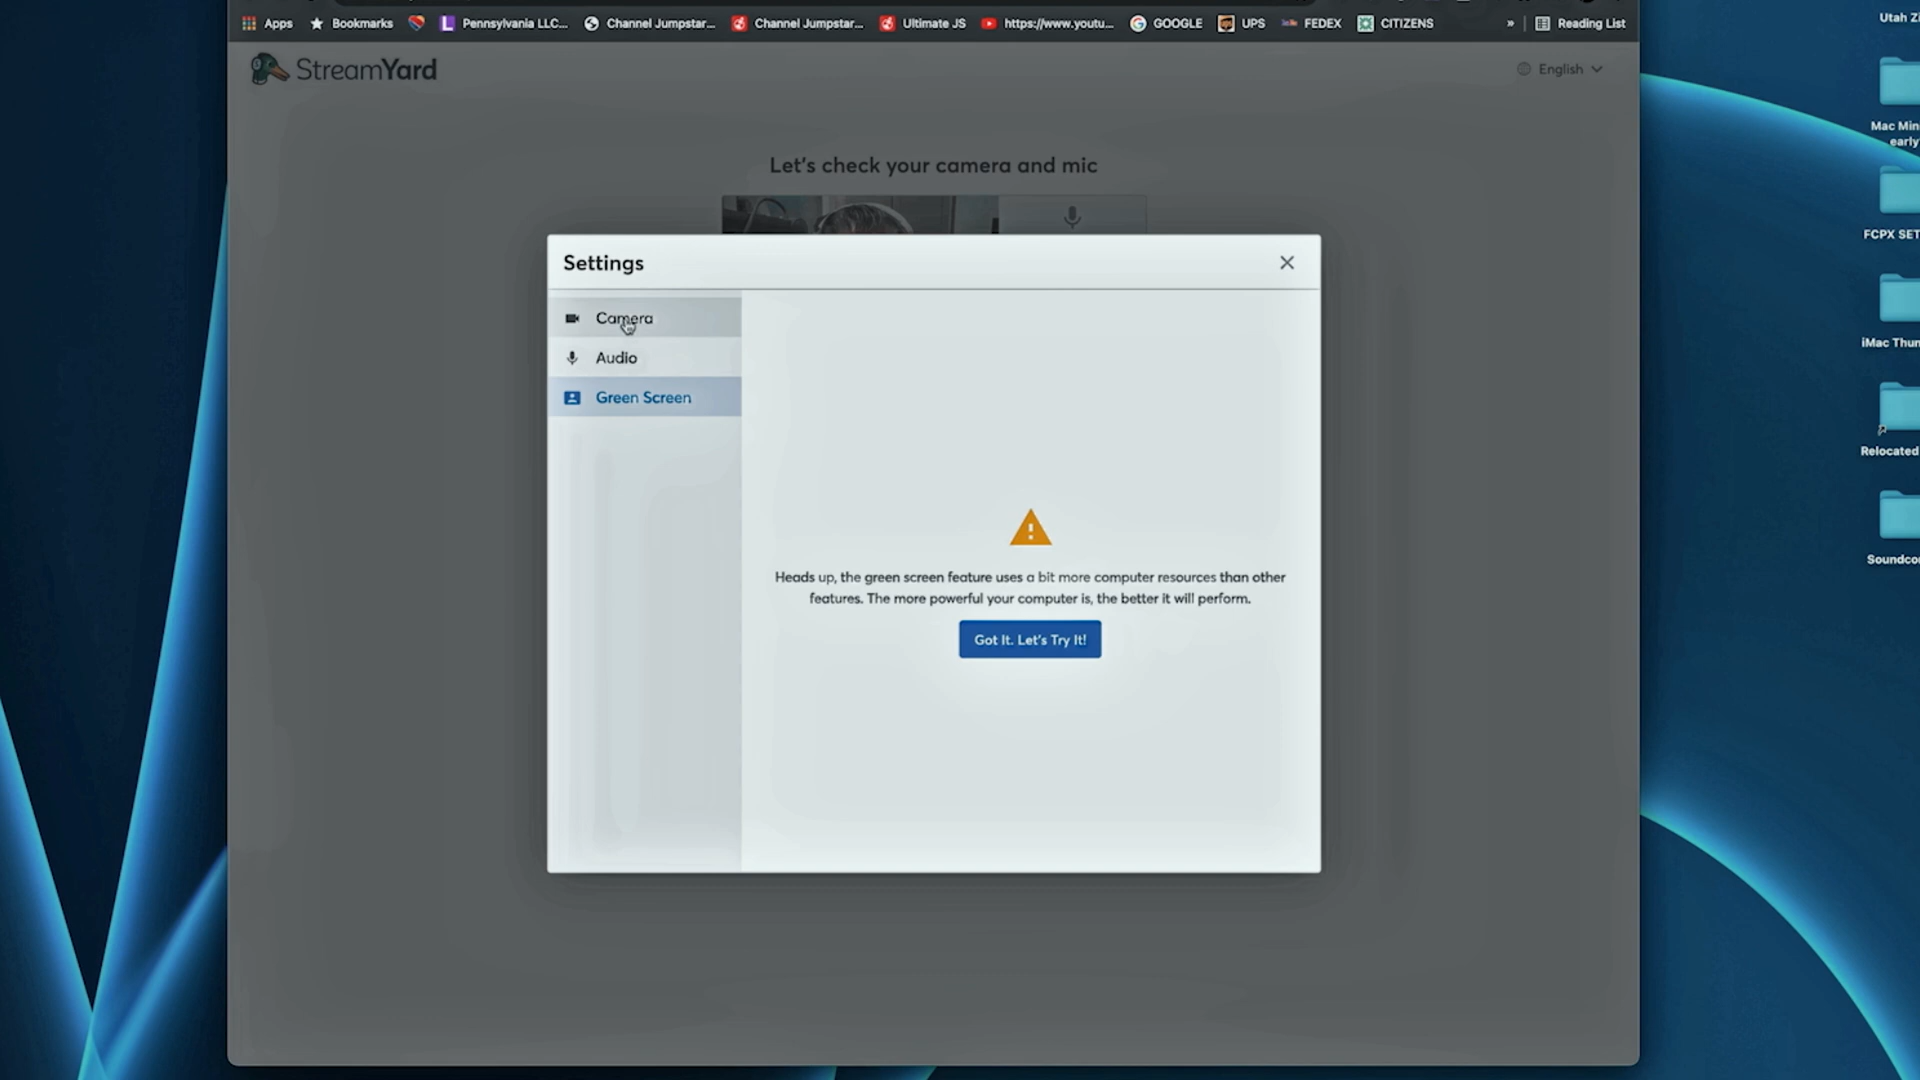 Apps Bookmarks Pennsylvania LLC... Channel Jumpstar... Channel Jumpstar... Ultimate JS https://www.youtu... GOOGLE UPS FEDEX CITIZENS » Reading List
StreamYard
English
Let's check your camera and mic
Settings
Camera
Audio
Green Screen
Heads up, the green screen feature uses a bit more computer resources than other
features. The more powerful your computer is, the better it will perform.
Got It. Let's Try It!
Utah
Mac Min
early
FCPX SET
iMac Thun
Relocated
Soundco